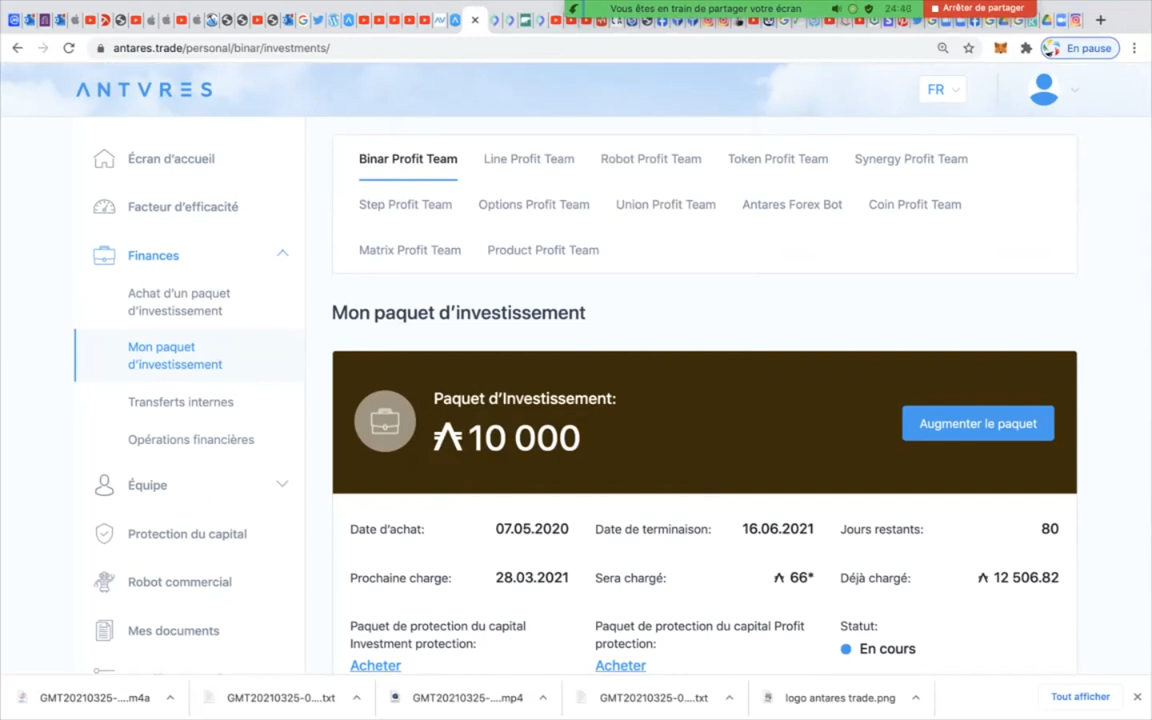 Vous êtes en train de partager votre écran
24:48
Arrêter de partager
antares.trade/personal/binar/investments/
En pause
ANTVRES
FR
Écran d'accueil
Facteur d'efficacité
Finances
Achat d'un paquet
d'investissement
Mon paquet
d'investissement
Transferts internes
Opérations financières
Équipe
Protection du capital
Robot commercial
Mes documents
Binar Profit Team
Line Profit Team
Robot Profit Team
Token Profit Team
Synergy Profit Team
Step Profit Team
Options Profit Team
Union Profit Team
Antares Forex Bot
Coin Profit Team
Matrix Profit Team
Product Profit Team
Mon paquet d'investissement
Paquet d'Investissement:
10 000
Augmenter le paquet
Date d'achat:
07.05.2020
Date de terminaison:
16.06.2021
Jours restants:
80
Prochaine charge:
28.03.2021
Sera chargé:
66*
Déjà chargé:
12 506.82
Paquet de protection du capital
Investment protection:
Acheter
Paquet de protection du capital Profit
protection:
Acheter
Statut:
En cours
GMT20210325-....m4a
GMT20210325-0....txt
GMT20210325-....mp4
GMT20210325-0....txt
logo antares trade.png
Tout afficher